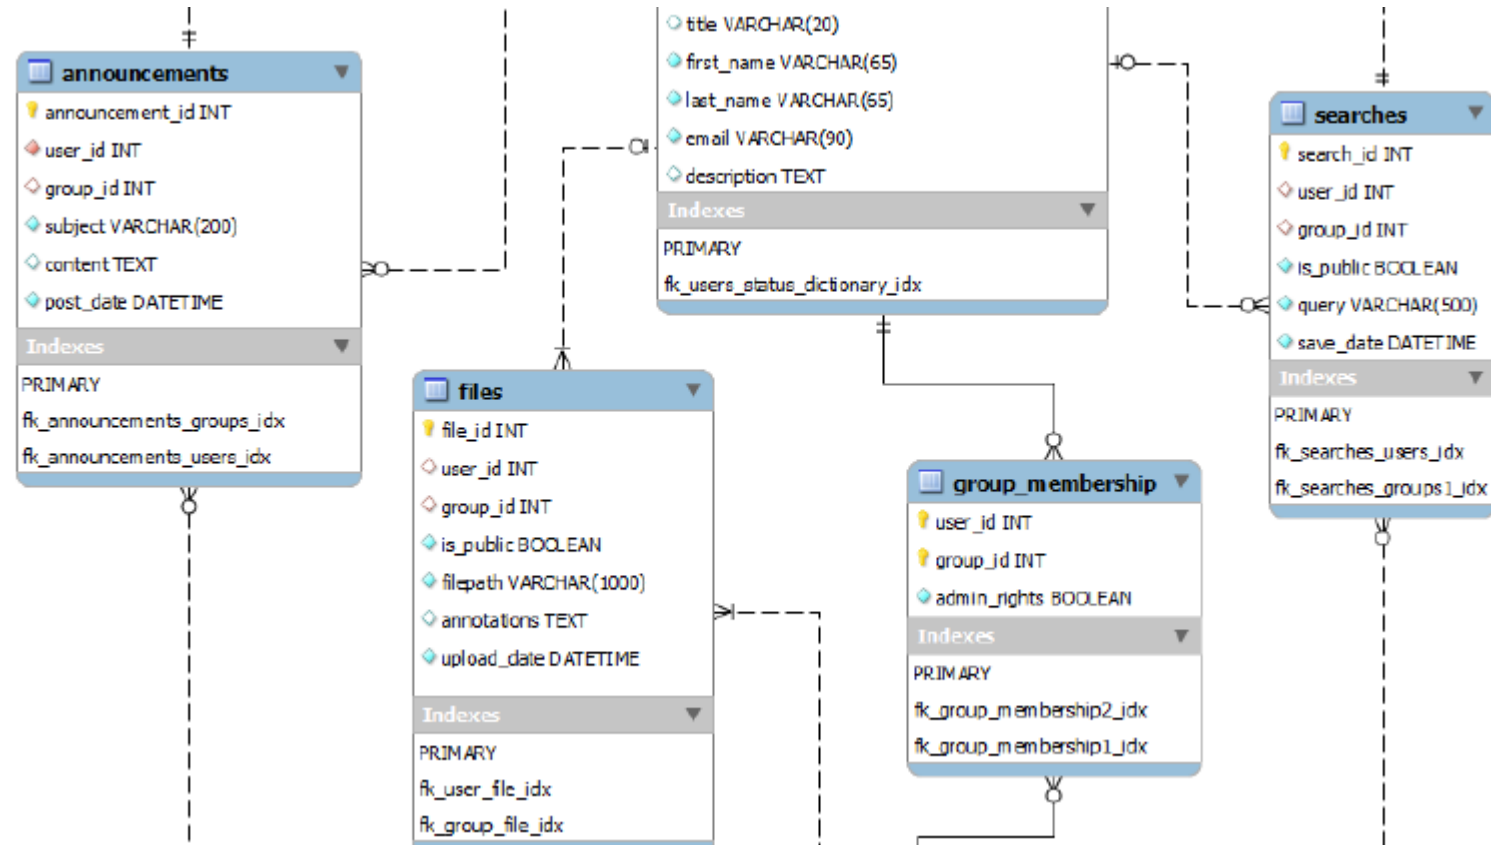 announcements
announcement_id INT
user_id INT
group_id INT
subject VARCHAR(200)
content TEXT
post_date DATETIME
Indexes
PRIMARY
fk_announcements_groups_idx
fk_announcements_users_idx
title VARCHAR(20)
first_name VARCHAR(65)
last_name VARCHAR(65)
email VARCHAR(90)
description TEXT
Indexes
PRIMARY
fk_users_status_dictionary_idx
files
file_id INT
user_id INT
group_id INT
is_public BOOLEAN
filepath VARCHAR(1000)
annotations TEXT
upload_date DATETIME
Indexes
PRIMARY
fk_user_file_idx
fk_group_file_idx
group_membership
user_id INT
group_id INT
admin_rights BOOLEAN
Indexes
PRIMARY
fk_group_membership2_idx
fk_group_membership1_idx
searches
search_id INT
user_id INT
group_id INT
is_public BOOLEAN
query VARCHAR(500)
save_date DATETIME
Indexes
PRIMARY
fk_searches_users_idx
fk_searches_groups1_idx